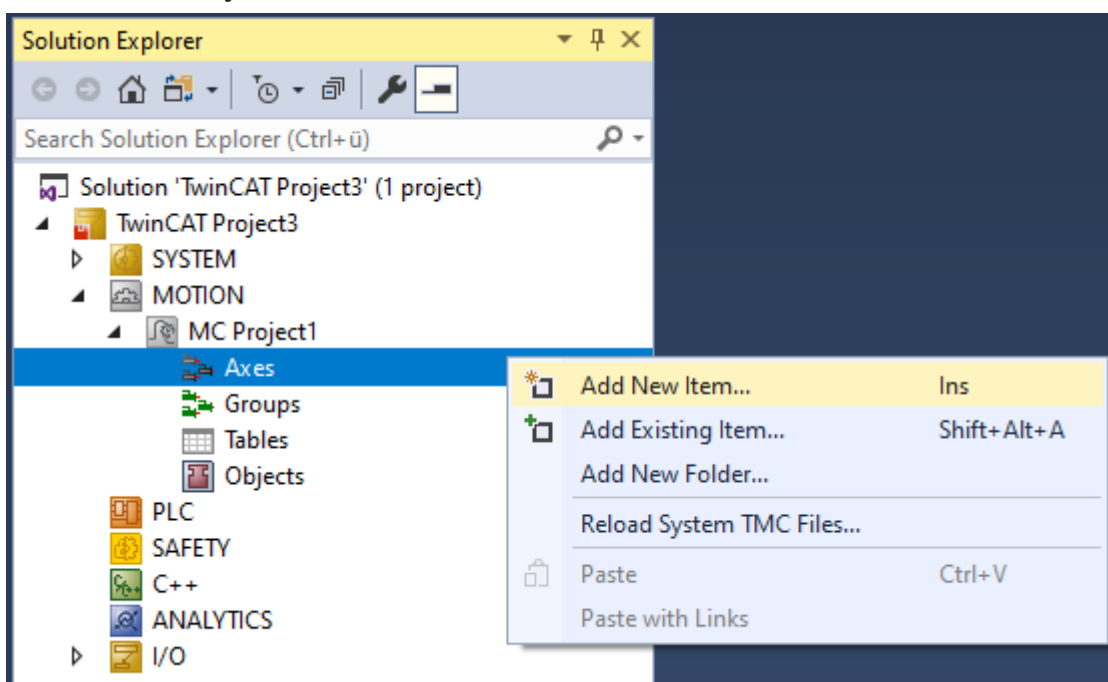 Solution Explorer
Search Solution Explorer (Ctrl+ü)
Solution 'TwinCAT Project3' (1 project)
TwinCAT Project3
SYSTEM
MOTION
MC Project1
Axes
Groups
Tables
Objects
PLC
SAFETY
C++
ANALYTICS
I/O
Add New Item... Ins
Add Existing Item... Shift+Alt+A
Add New Folder...
Reload System TMC Files...
Paste Ctrl+V
Paste with Links